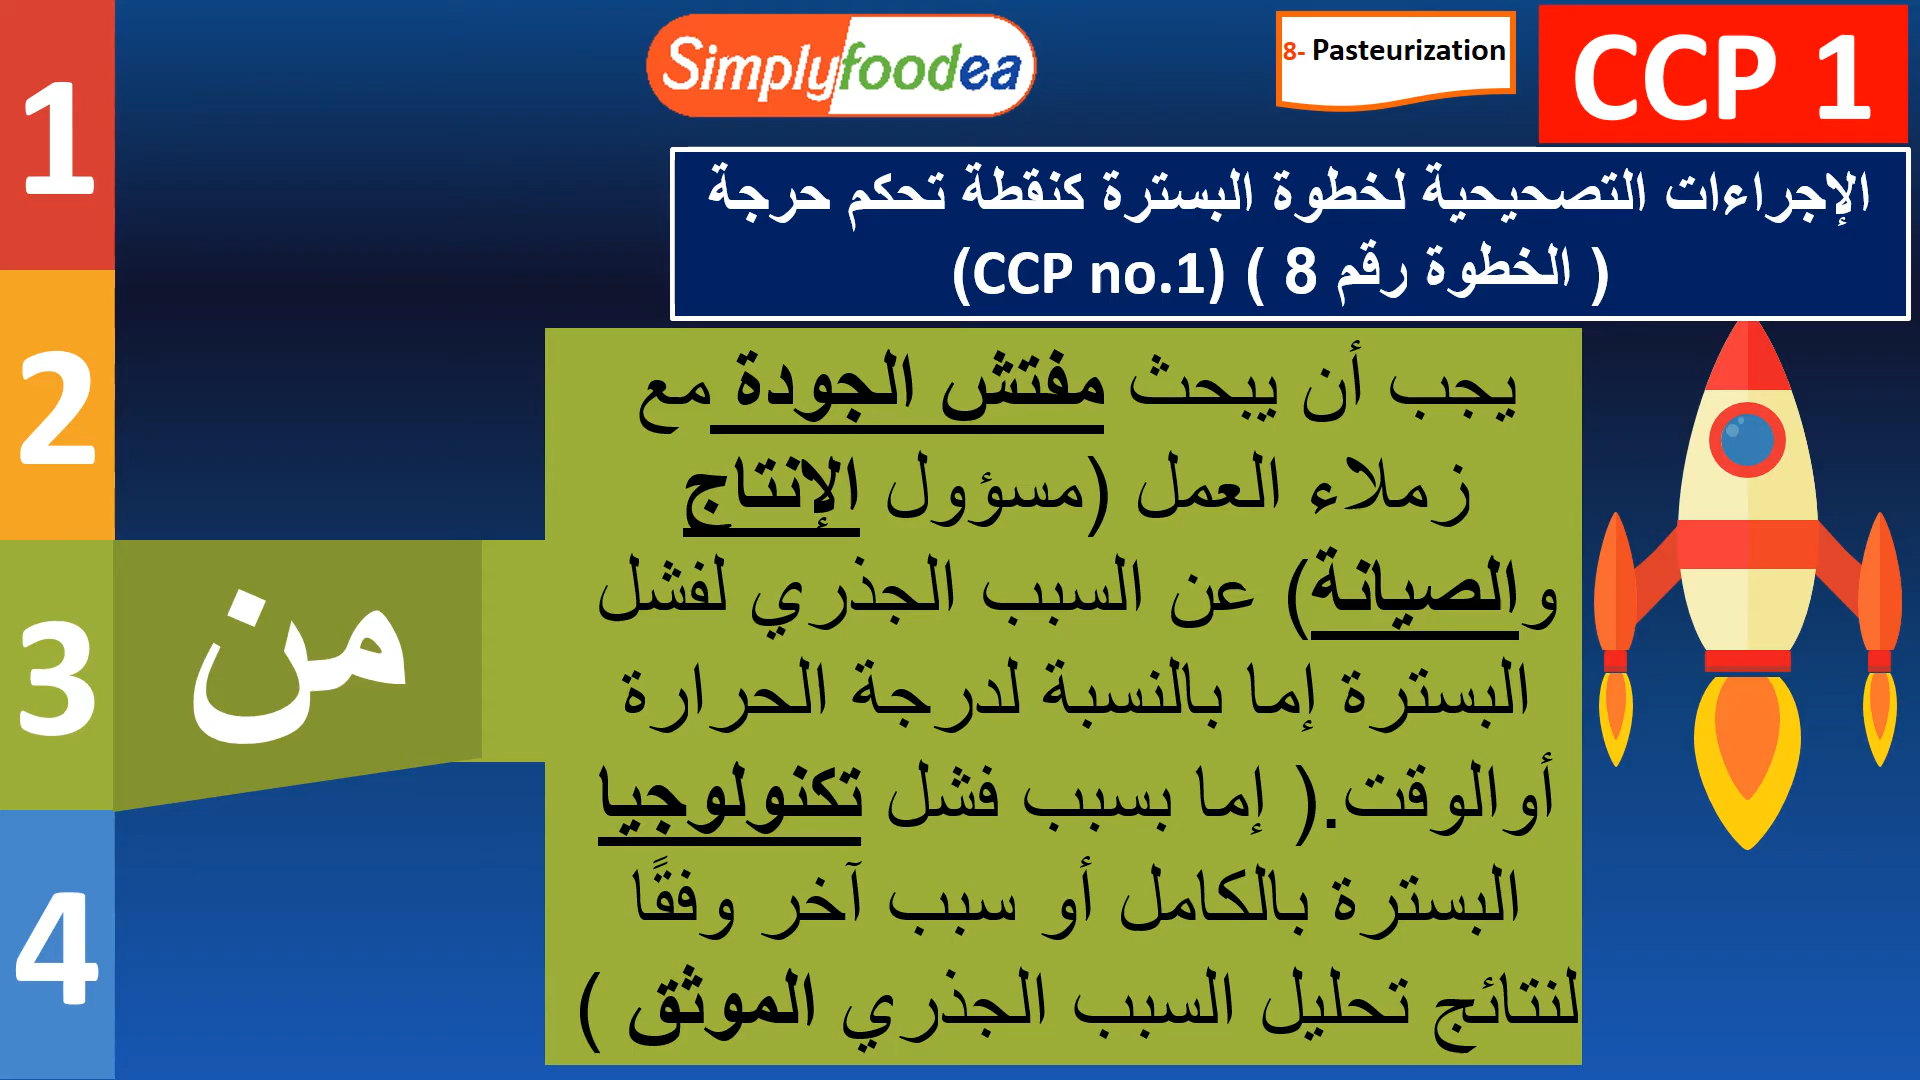 Simplyfoodea
8- Pasteurization
CCP 1
الإجراءات التصحيحية لخطوة البسترة كنقطة تحكم حرجة
( الخطوة رقم 8 ) (CCP no.1)
1
2
3
4
من
يجب أن يبحث مفتش الجودة مع
زملاء العمل (مسؤول الإنتاج
والصيانة) عن السبب الجذري لفشل
البسترة إما بالنسبة لدرجة الحرارة
أوالوقت.( إما بسبب فشل تكنولوجيا
البسترة بالكامل أو سبب آخر وفقًا
لنتائج تحليل السبب الجذري الموثق )